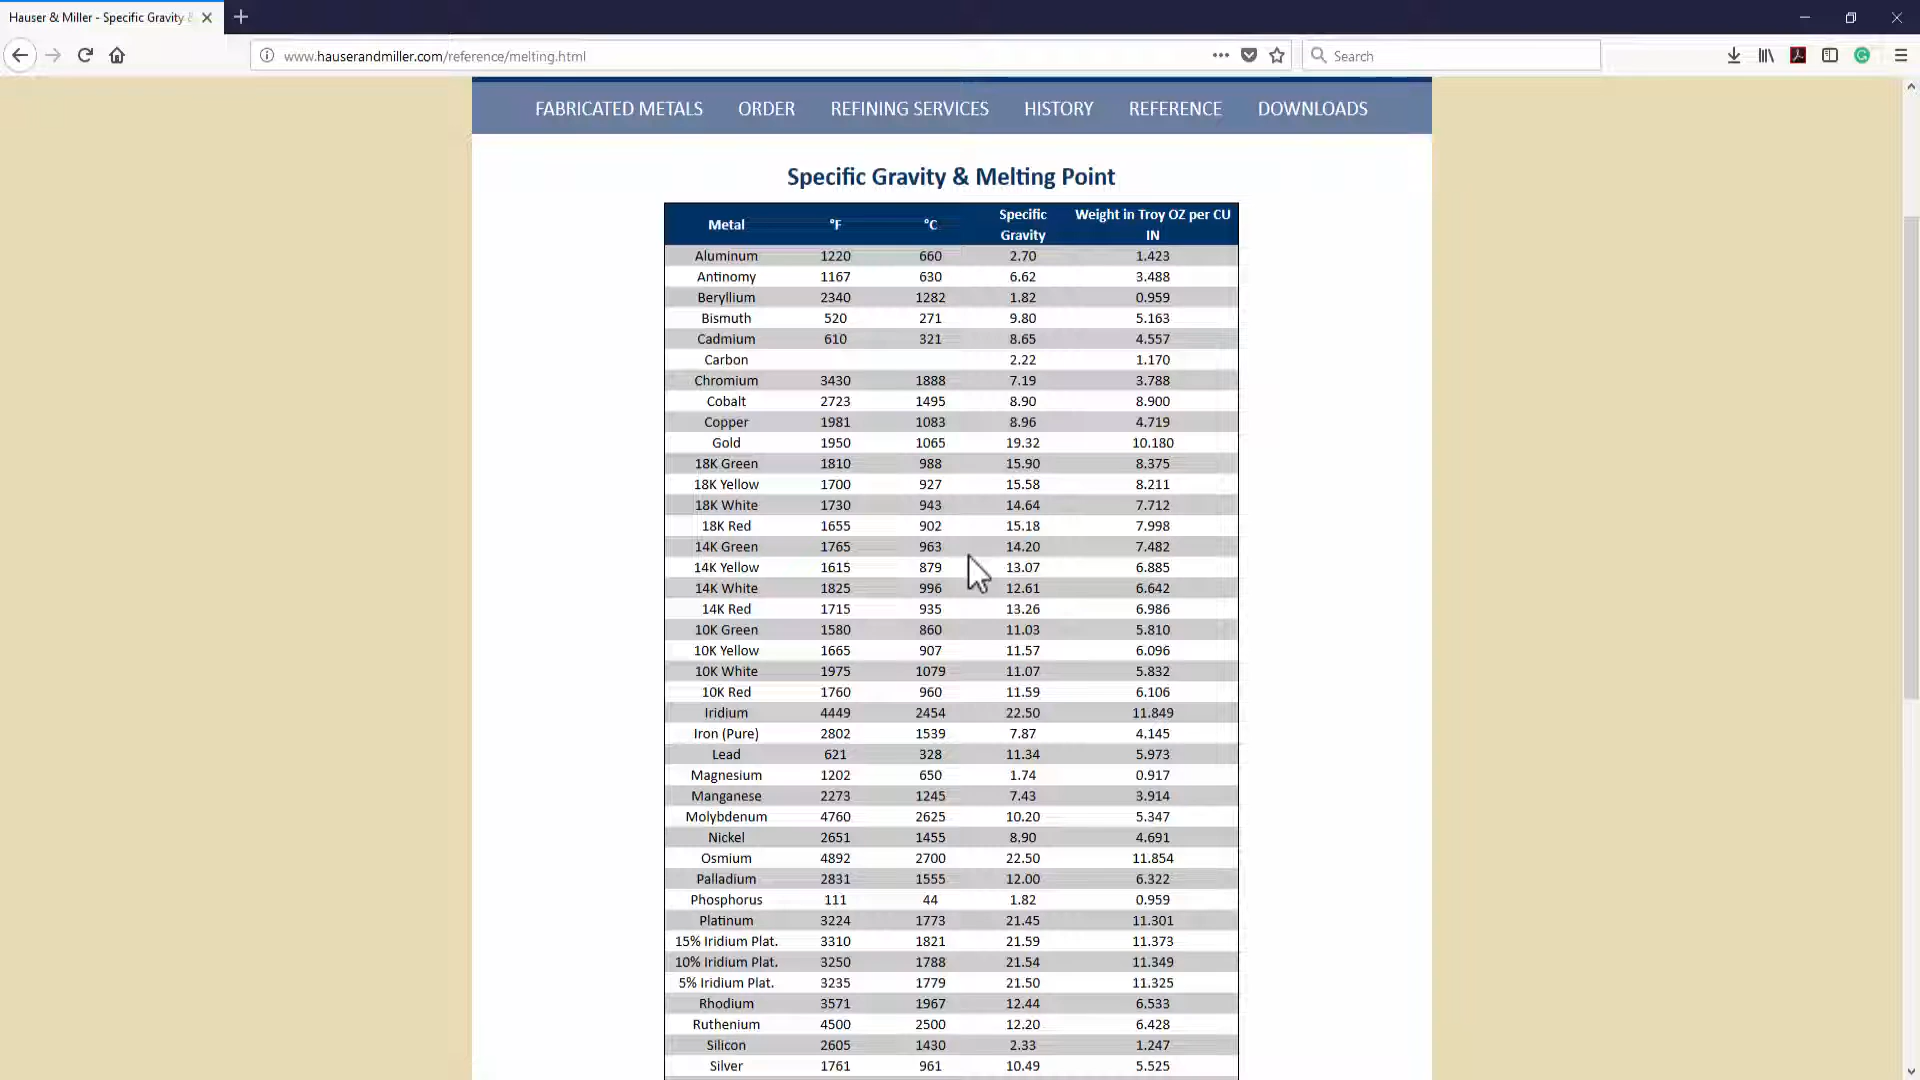 Hauser & Miller - Specific Gravity &
www.hauserandmiller.com/reference/melting.html
Search
FABRICATED METALS ORDER REFINING SERVICES HISTORY REFERENCE DOWNLOADS
Specific Gravity & Melting Point
Metal °F °C Specific Gravity Weight in Troy OZ per CU IN
Aluminum 1220 660 2.70 1.423
Antinomy 1167 630 6.62 3.488
Beryllium 2340 1282 1.82 0.959
Bismuth 520 271 9.80 5.163
Cadmium 610 321 8.65 4.557
Carbon 2.22 1.170
Chromium 3430 1888 7.19 3.788
Cobalt 2723 1495 8.90 8.900
Copper 1981 1083 8.96 4.719
Gold 1950 1065 19.32 10.180
18K Green 1810 988 15.90 8.375
18K Yellow 1700 927 15.58 8.211
18K White 1730 943 14.64 7.712
18K Red 1655 902 15.18 7.998
14K Green 1765 963 14.20 7.482
14K Yellow 1615 879 13.07 6.885
14K White 1825 996 12.61 6.642
14K Red 1715 935 13.26 6.986
10K Green 1580 860 11.03 5.810
10K Yellow 1665 907 11.57 6.096
10K White 1975 1079 11.07 5.832
10K Red 1760 960 11.59 6.106
Iridium 4449 2454 22.50 11.849
Iron (Pure) 2802 1539 7.87 4.145
Lead 621 328 11.34 5.973
Magnesium 1202 650 1.74 0.917
Manganese 2273 1245 7.43 3.914
Molybdenum 4760 2625 10.20 5.347
Nickel 2651 1455 8.90 4.691
Osmium 4892 2700 22.50 11.854
Palladium 2831 1555 12.00 6.322
Phosphorus 111 44 1.82 0.959
Platinum 3224 1773 21.45 11.301
15% Iridium Plat. 3310 1821 21.59 11.373
10% Iridium Plat. 3250 1788 21.54 11.349
5% Iridium Plat. 3235 1779 21.50 11.325
Rhodium 3571 1967 12.44 6.533
Ruthenium 4500 2500 12.20 6.428
Silicon 2605 1430 2.33 1.247
Silver 1761 961 10.49 5.525